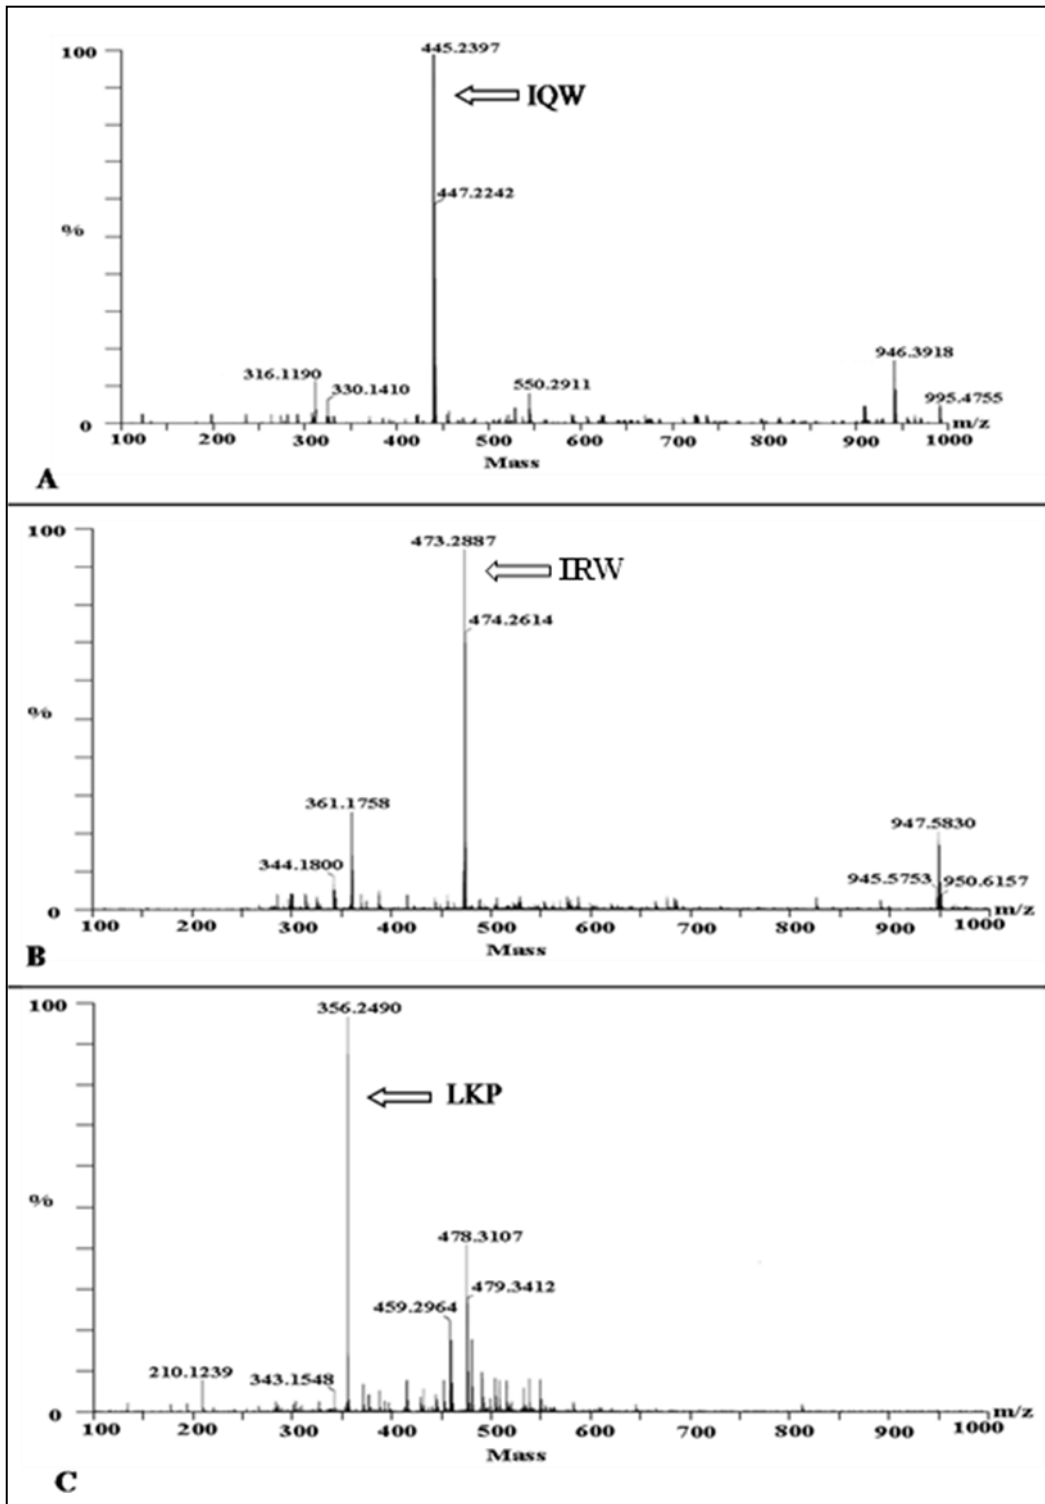 100
445.2397
IQW
447.2242
%
946.3918
316.1190
330.1410
550.2911
995.4755
0
100 200 300 400 500 600 700 800 900 1000 m/z
Mass
A
100
473.2887
IRW
474.2614
%
361.1758
947.5830
344.1800
945.5753 950.6157
0
100 200 300 400 500 600 700 800 900 1000 m/z
Mass
B
100
356.2490
LKP
%
478.3107
479.3412
459.2964
210.1239
343.1548
0
100 200 300 400 500 600 700 800 900 1000 m/z
Mass
C